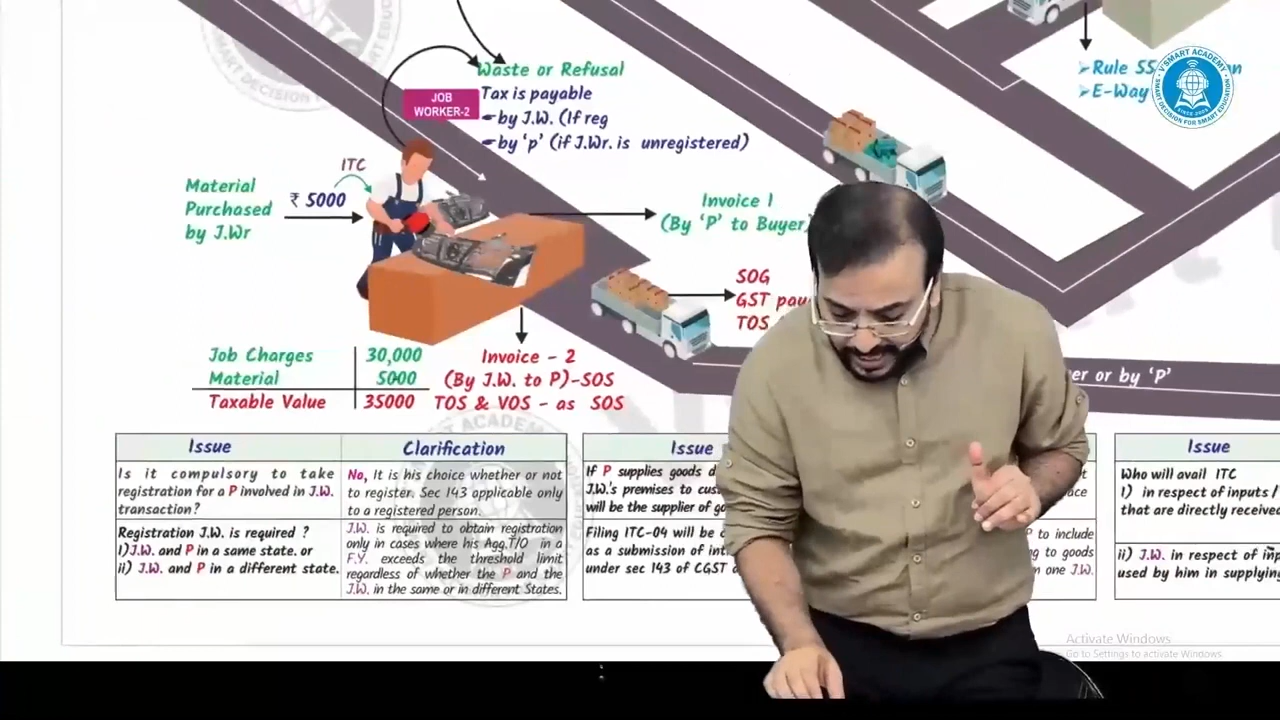 Waste or Refusal
Tax is payable
by J.W. (If reg
by 'p' (if J.Wr. is unregistered)
JOB
WORKER-2
Rule 55
E-Way
V'SMART ACADEMY
SMART DECISION FOR SMART EDUCATION
ITC
Material
Purchased
by J.Wr
₹ 5000
Invoice 1
(By 'P' to Buyer)
SOG
GST
TOS
Job Charges 30,000
Material 5000
Taxable Value 35000
Invoice - 2
(By J.W. to P)-SOS
TOS & VOS - as SOS
or by 'P'
Issue Clarification
Is it compulsory to take
registration for a P involved in J.W.
transaction?
No, It is his choice whether or not
to register. Sec 143 applicable only
to a registered person.
Registration J.W. is required ?
i)J.W. and P in a same state. or
ii) J.W. and P in a different state.
J.W. is required to obtain registration
only in cases where his Agg.T/O in a
F.Y. exceeds the threshold limit
regardless of whether the P and the
J.W. in the same or in different States.
Issue
If P supplies goods
J.W.'s premises to
will be the supplier of
Filing ITC-04 will be
as a submission of
under sec 143 of CGST
P to include
to goods
one J.W.
Issue
Who will avail ITC
1) in respect of inputs /
that are directly
ii) J.W. in respect of
used by him in supplying
Activate Windows
Go to Settings to activate Windows.